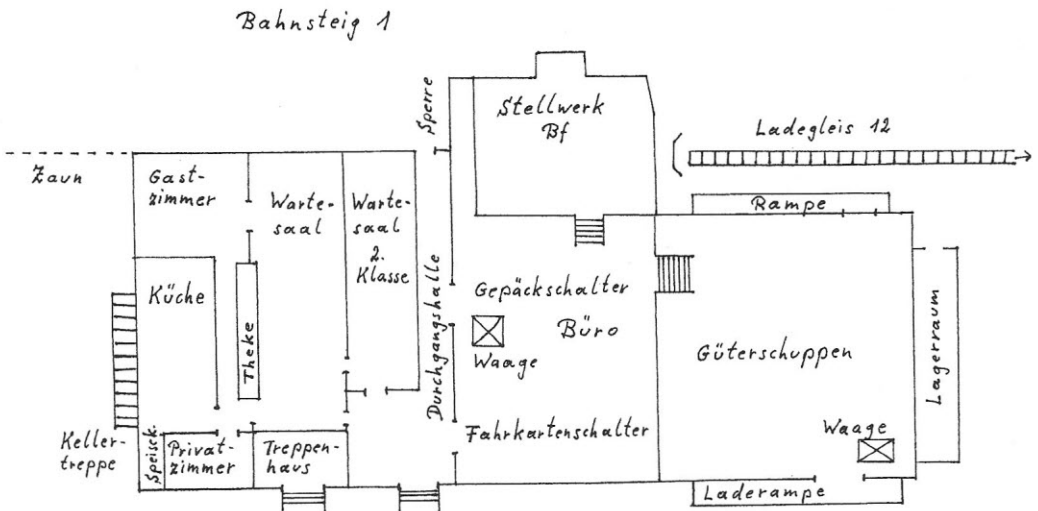 Bahnsteig 1
Sperre
Stellwerk
Bf
Ladegleis 12
Zaun
Gast-
zimmer
Warte-
saal
Warte-
saal
2.
Klasse
Rampe
Küche
Theke
Durchgangshalle
Gepäckschalter
Büro
Waage
Güterschuppen
Lagerraum
Keller-
treppe
Speisek.
Privat-
zimmer
Treppen-
haus
Fahrkartenschalter
Waage
Laderampe